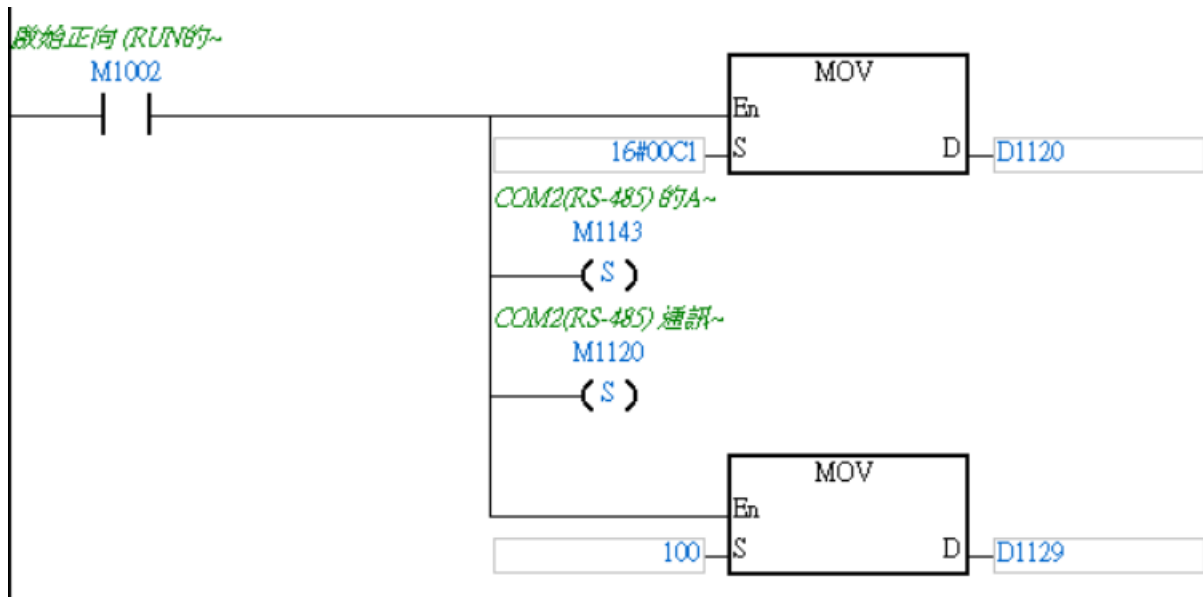 啟始正向 (RUN的~
M1002
MOV
En
16#00C1 S D D1120
COM2(RS-485) 的A~
M1143
S
COM2(RS-485) 通訊~
M1120
S
MOV
En
100 S D D1129